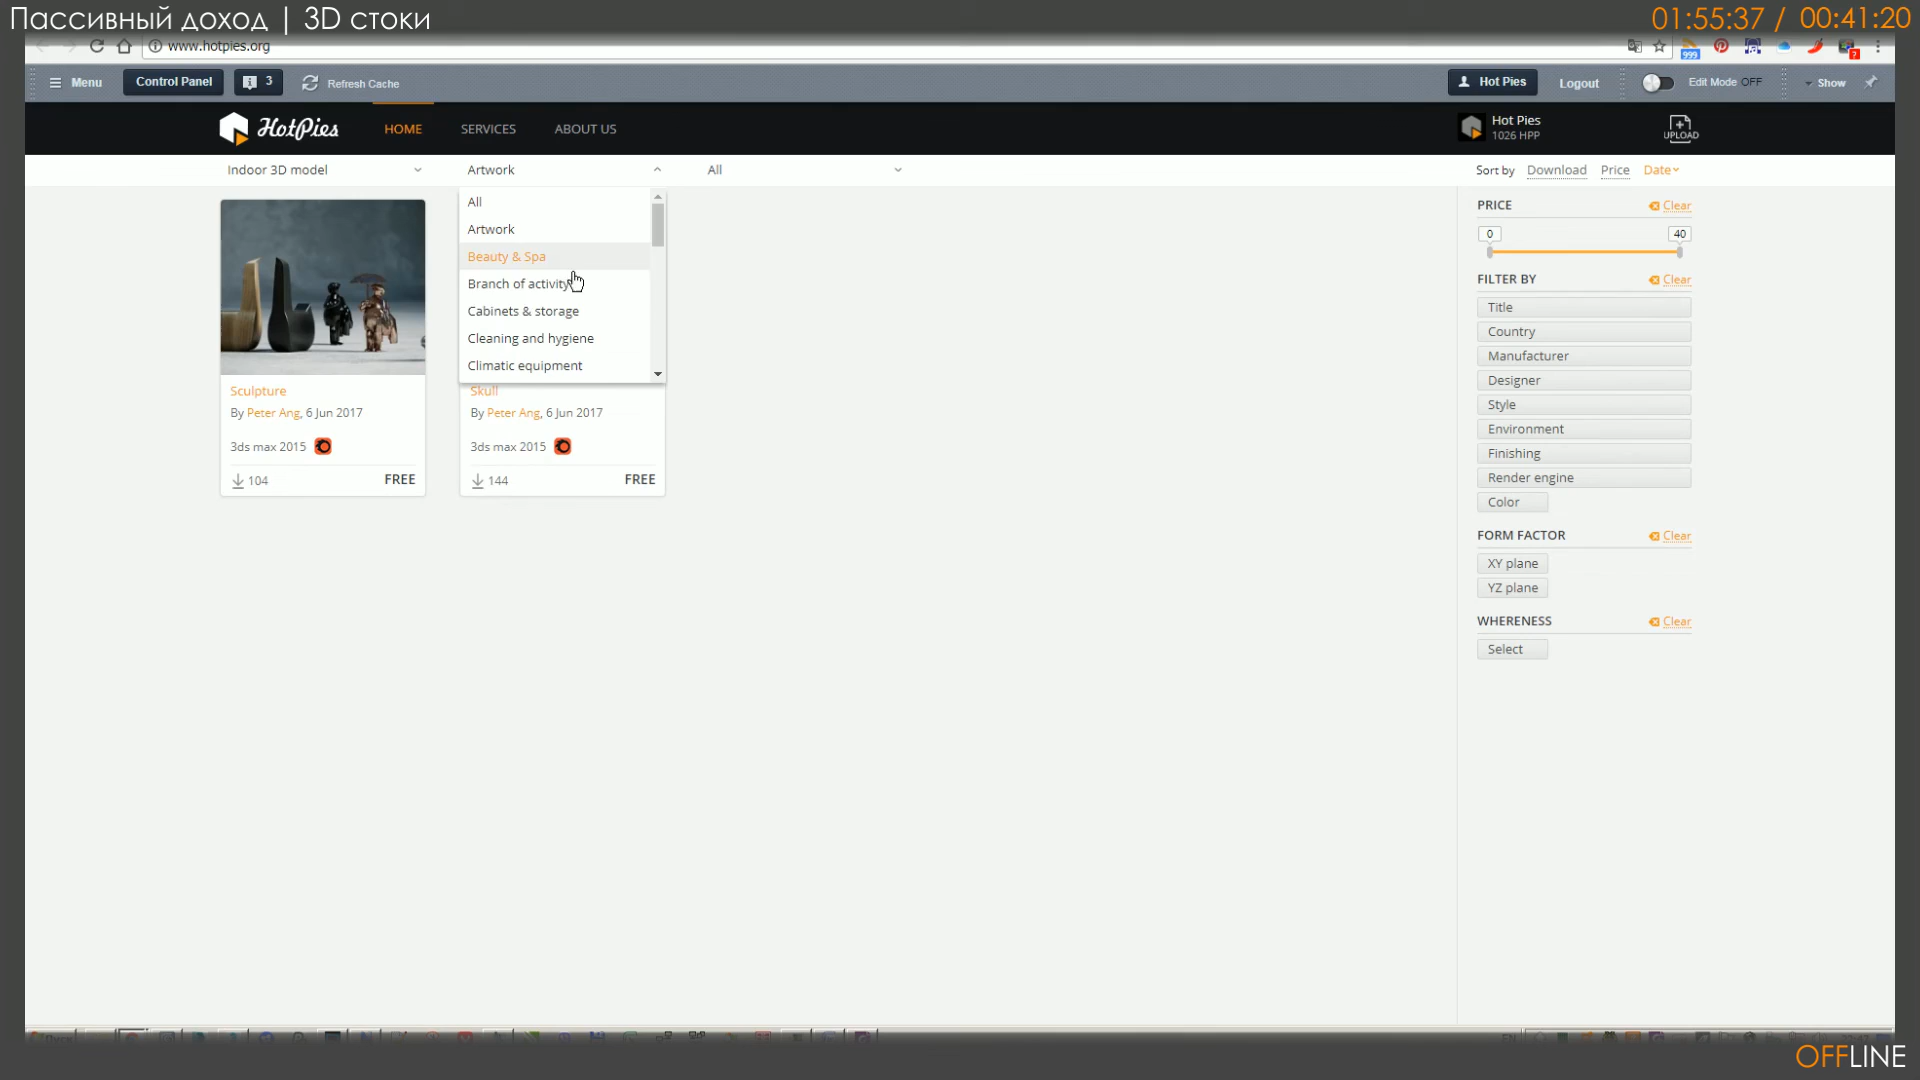 Пассивный доход | 3D стоки
01:55:37 / 00:41:20
www.hotpies.org
999
?
Menu
Control Panel
3
Refresh Cache
Hot Pies
Logout
Edit Mode OFF
Show
HotPies
HOME
SERVICES
ABOUT US
Hot Pies
1026 HPP
UPLOAD
Indoor 3D model
Artwork
All
Sort by
Download
Price
Date
All
Artwork
Beauty & Spa
Branch of activity
Cabinets & storage
Cleaning and hygiene
Climatic equipment
Sculpture
By Peter Ang, 6 Jun 2017
3ds max 2015
104
FREE
Skull
By Peter Ang, 6 Jun 2017
3ds max 2015
144
FREE
PRICE
Clear
0
40
FILTER BY
Clear
Title
Country
Manufacturer
Designer
Style
Environment
Finishing
Render engine
Color
FORM FACTOR
Clear
XY plane
YZ plane
WHERENESS
Clear
Select
OFFLINE